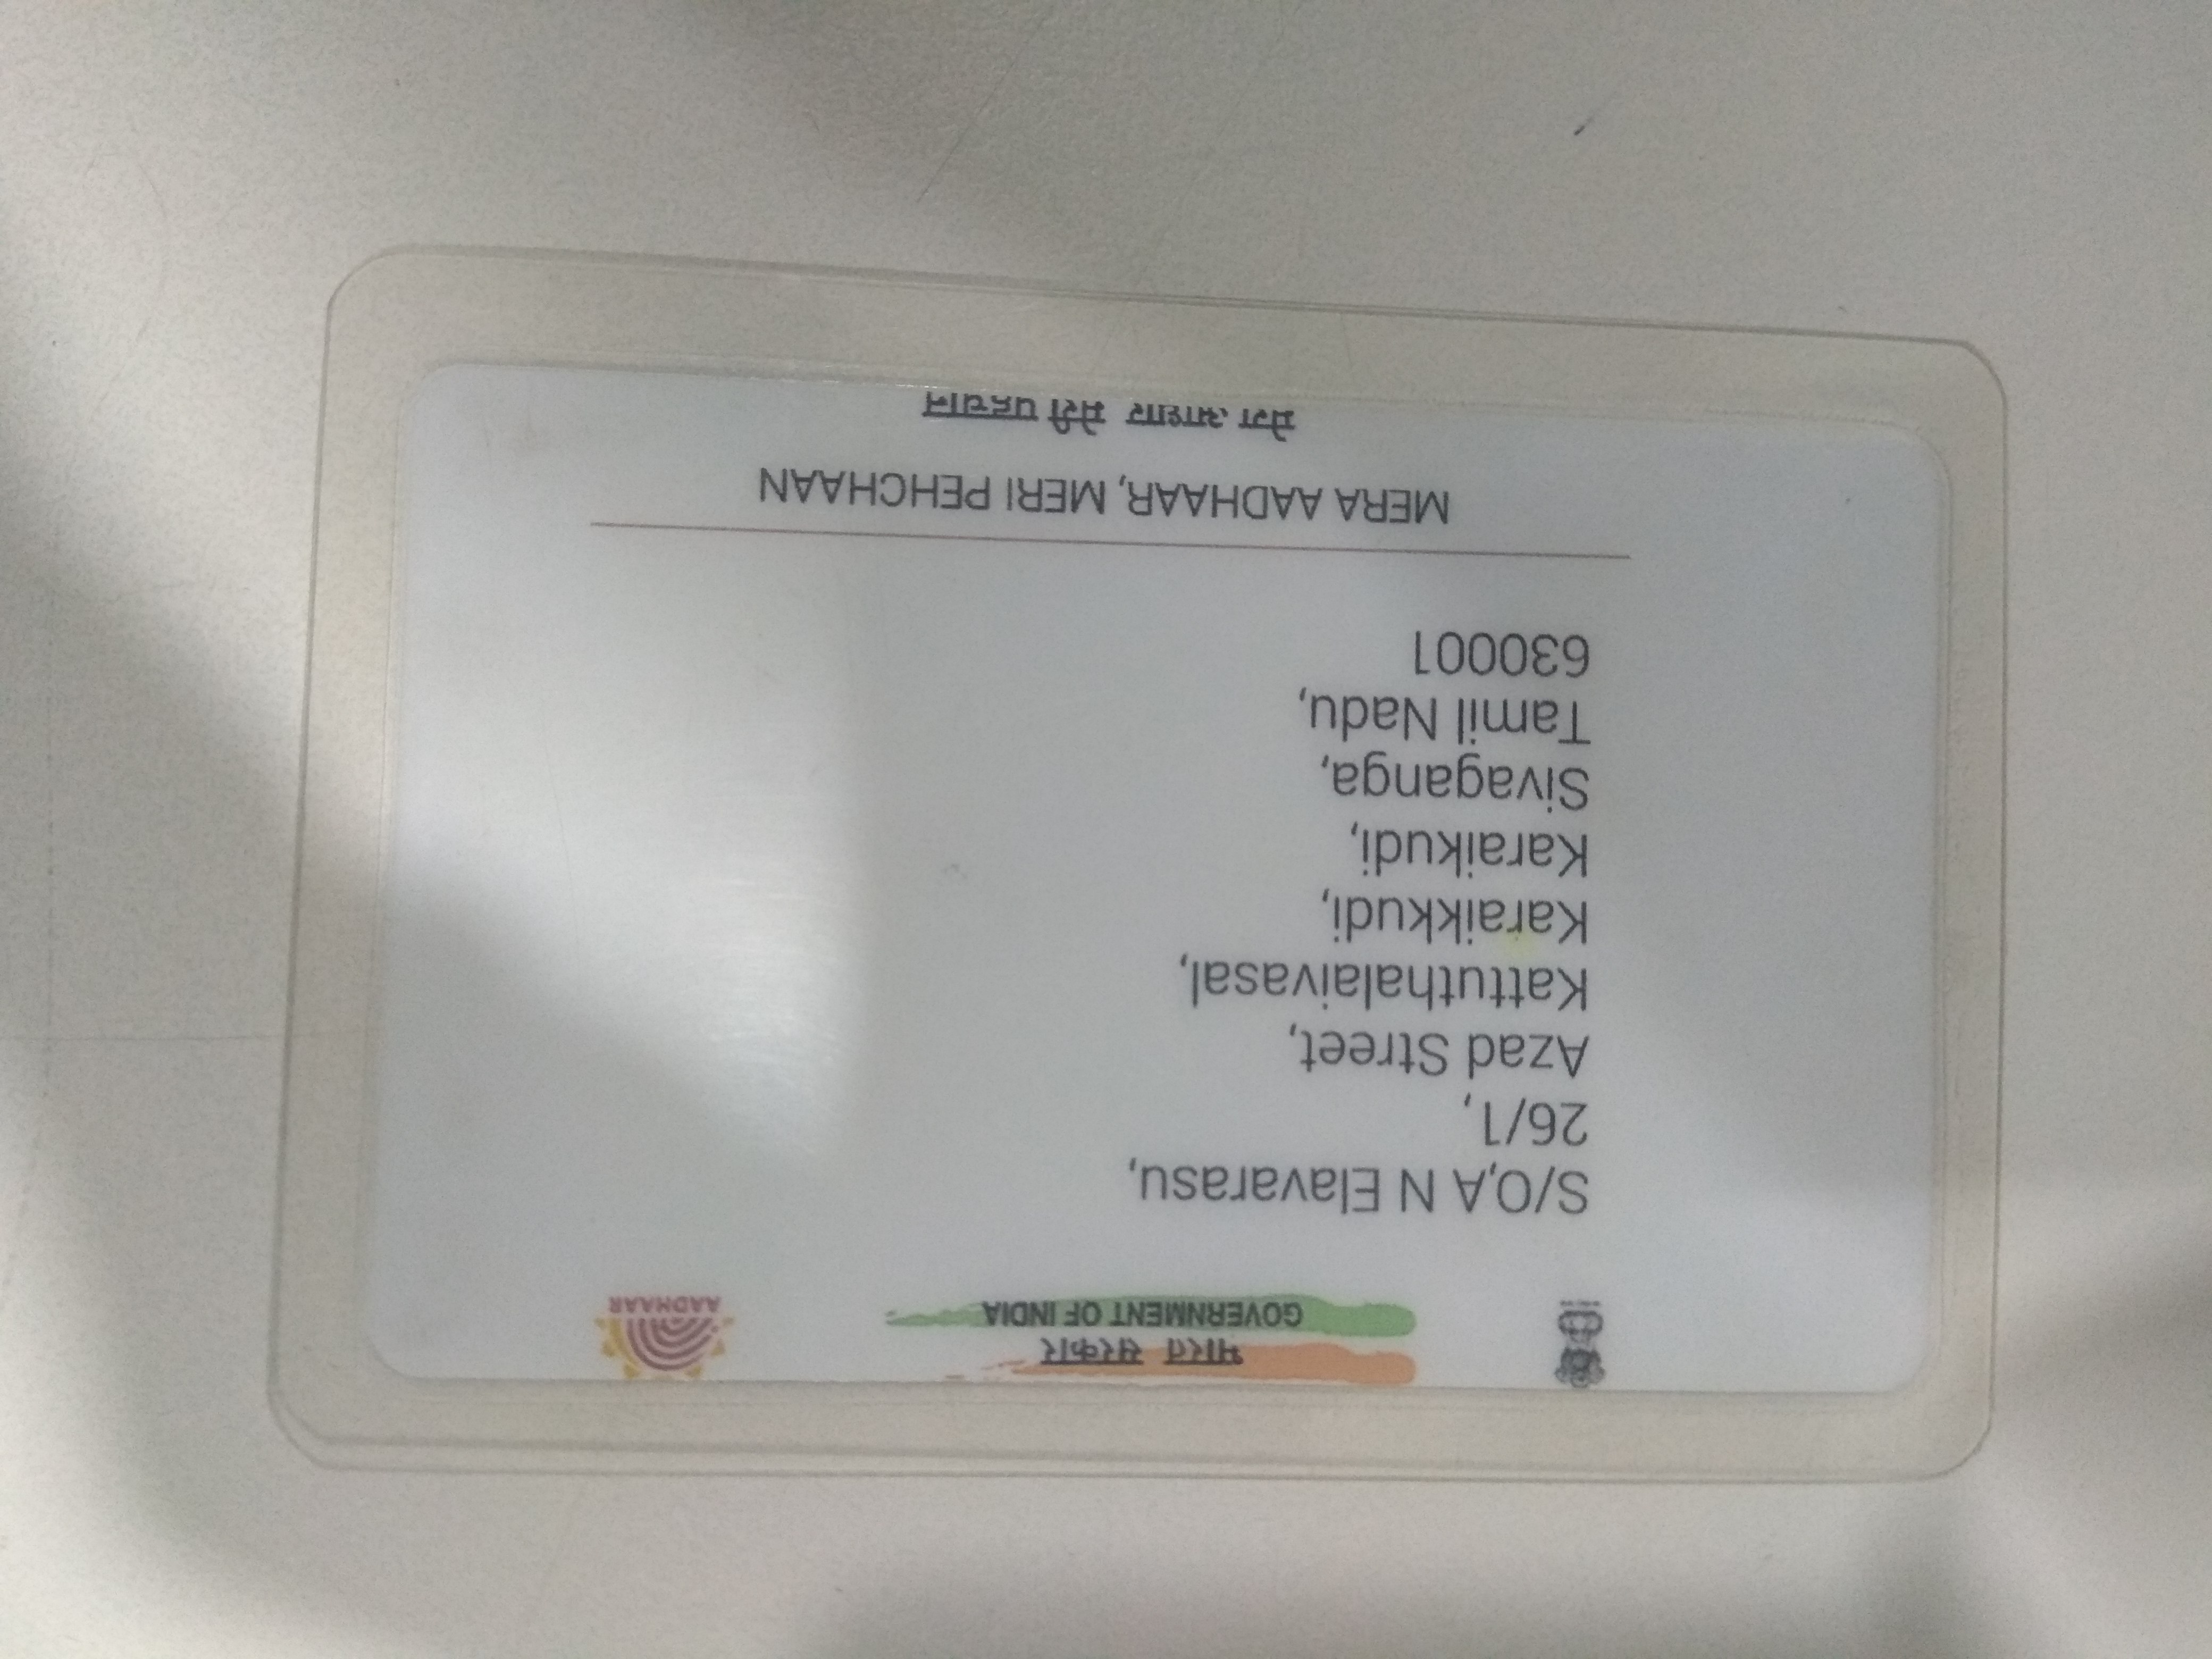 भारत सरकार
GOVERNMENT OF INDIA
AADHAAR
S/O,A N Elavarasu,
26/1,
Azad Street,
Kattuthalaivasal,
Karaikkudi,
Karaikudi,
Sivaganga,
Tamil Nadu,
630001
MERA AADHAAR, MERI PEHCHAAN
मेरा आधार मेरी पहचान